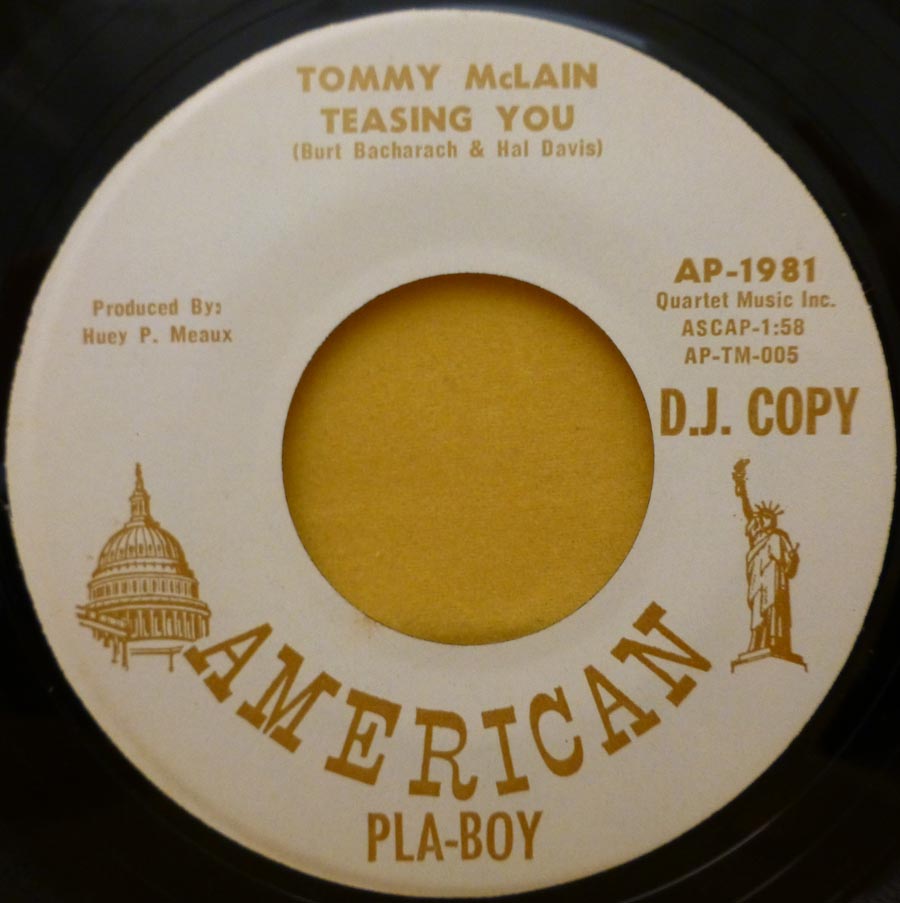 TOMMY McLAIN
TEASING YOU
(Burt Bacharach & Hal Davis)
Produced By:
Huey P. Meaux
AP-1981
Quartet Music Inc.
ASCAP-1:58
AP-TM-005
D.J. COPY
AMERICAN
PLA-BOY